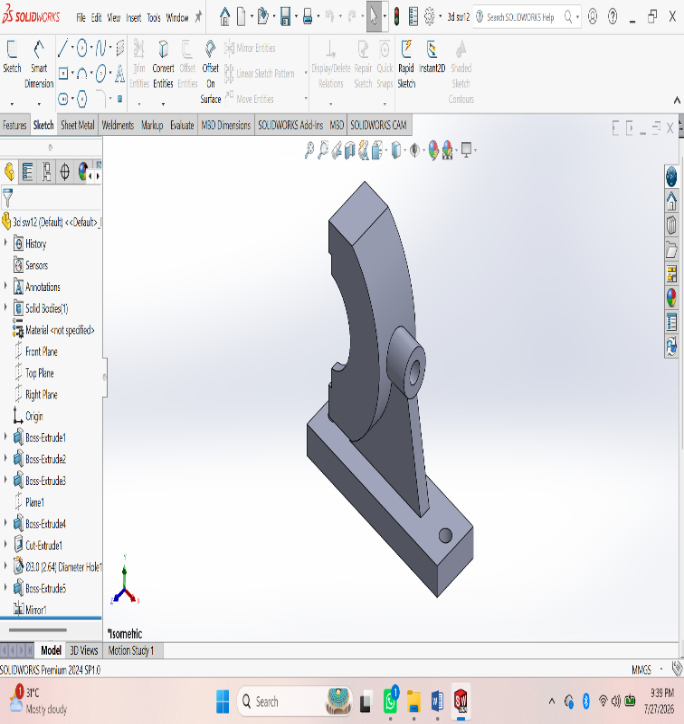 SOLIDWORKS File Edit View Insert Tools Window 3d sw12 Search SOLIDWORKS Help
Sketch Smart Dimension Trim Entities Convert Entities Offset Entities Offset On Surface Mirror Entities Linear Sketch Pattern Move Entities Display/Delete Relations Repair Sketch Quick Snaps Rapid Sketch Instant2D Shaded Sketch Contours
Features Sketch Sheet Metal Weldments Markup Evaluate MBD Dimensions SOLIDWORKS Add-Ins MBD SOLIDWORKS CAM
3d sw12 (Default) <<Default>_
History
Sensors
Annotations
Solid Bodies(1)
Material <not specified>
Front Plane
Top Plane
Right Plane
Origin
Boss-Extrude1
Boss-Extrude2
Boss-Extrude3
Plane1
Boss-Extrude4
Cut-Extrude1
Ø3.0 (2.64) Diameter Hole1
Boss-Extrude5
Mirror1
*Isometric
Model 3D Views Motion Study 1
SOLIDWORKS Premium 2024 SP1.0 MMGS
1 31°C Mostly cloudy Search 1 9:39 PM 7/27/2026